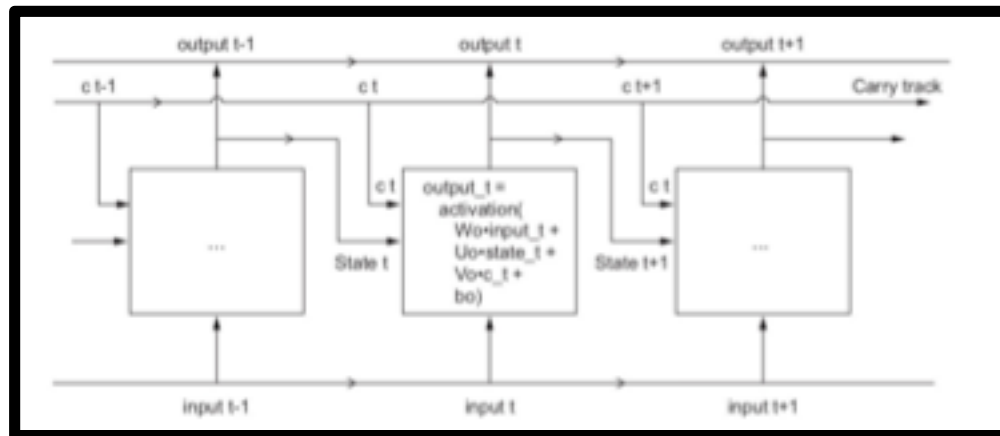 output t-1
output t
output t+1
c t-1
c t
c t+1
Carry track
c t
output_t =
activation(
Wo•input_t +
Uo•state_t +
Vo•c_t +
bo)
c t
...
...
State t
State t+1
input t-1
input t
input t+1